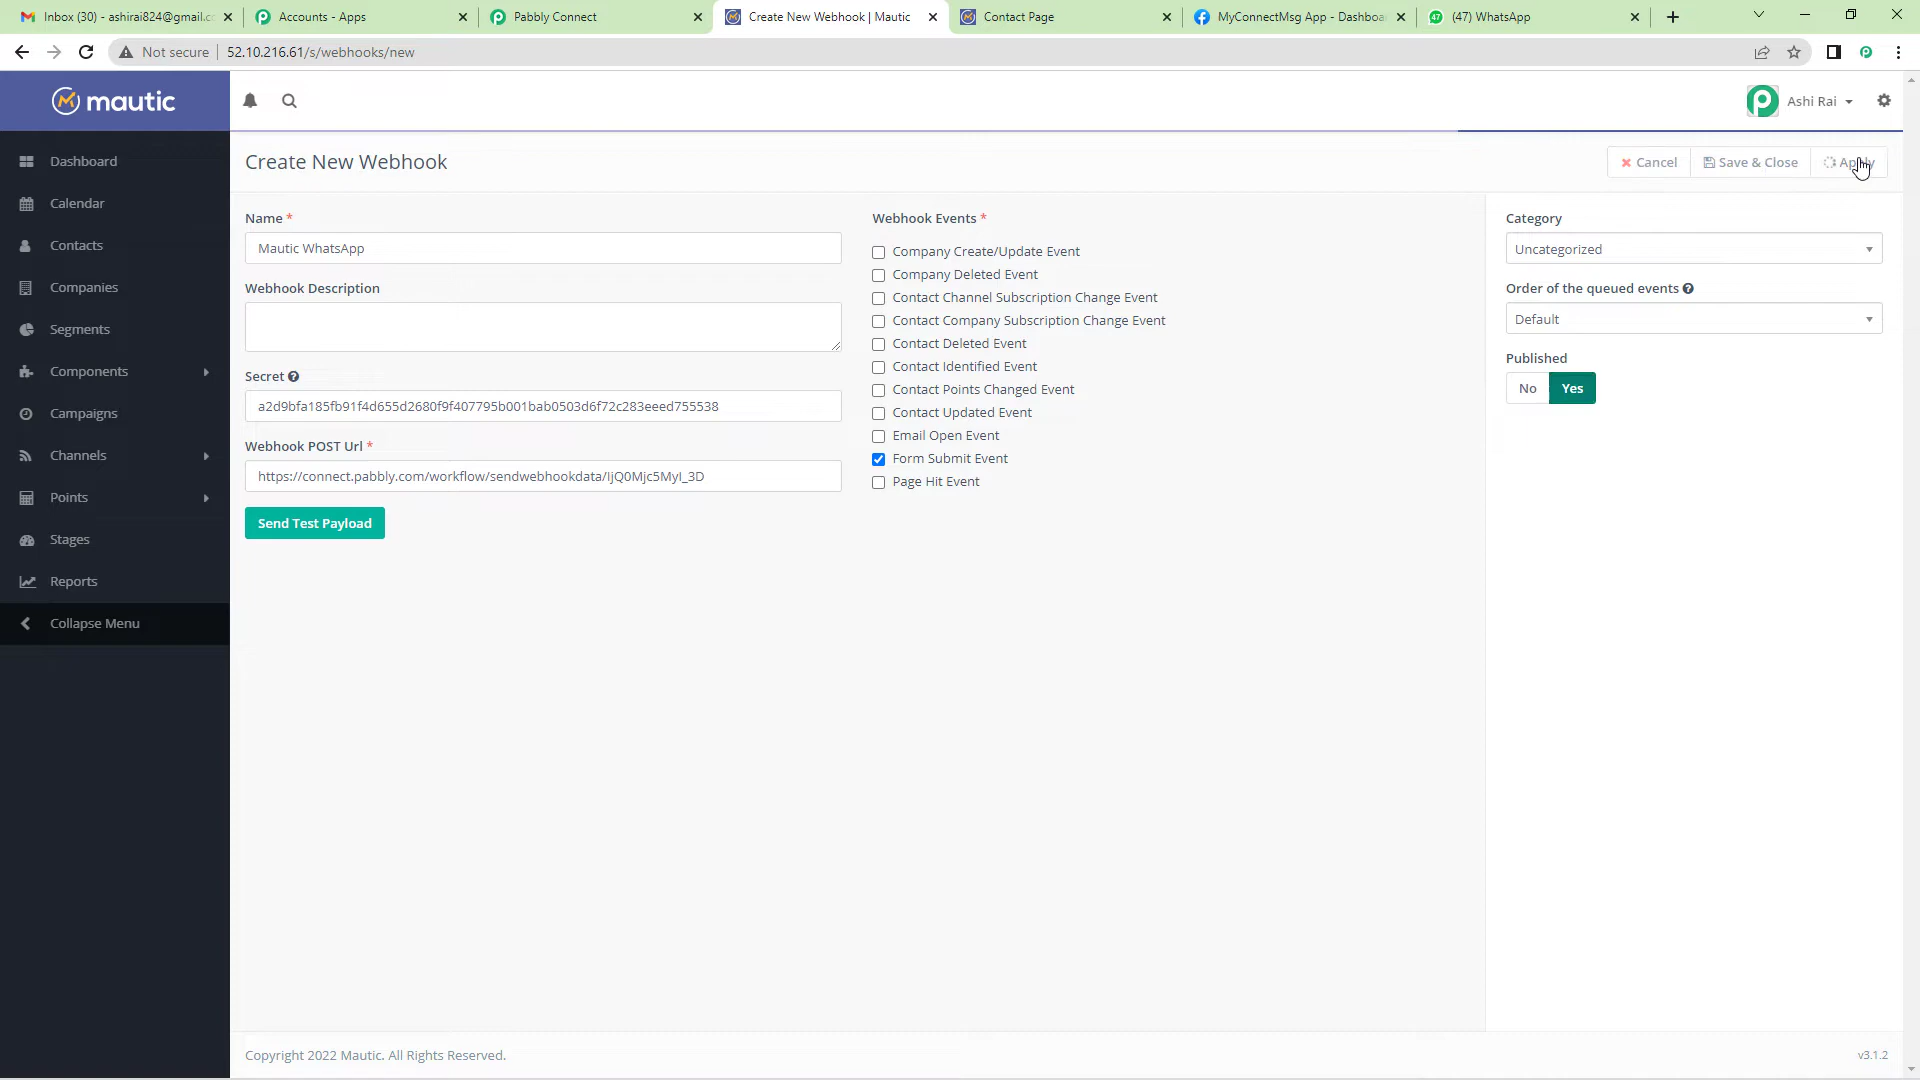 Inbox (30) - ashirai824@gmail.c
Accounts - Apps
Pabbly Connect
Create New Webhook | Mautic
Contact Page
MyConnectMsg App - Dashboa
(47) WhatsApp
Not secure
52.10.216.61/s/webhooks/new
mautic
Ashi Rai
Dashboard
Calendar
Contacts
Companies
Segments
Components
Campaigns
Channels
Points
Stages
Reports
Collapse Menu
Create New Webhook
Cancel
Save & Close
Apply
Name *
Mautic WhatsApp
Webhook Description
Secret
a2d9bfa185fb91f4d655d2680f9f407795b001bab0503d6f72c283eeed755538
Webhook POST Url *
https://connect.pabbly.com/workflow/sendwebhookdata/IjQ0Mjc5MyI_3D
Send Test Payload
Webhook Events *
Company Create/Update Event
Company Deleted Event
Contact Channel Subscription Change Event
Contact Company Subscription Change Event
Contact Deleted Event
Contact Identified Event
Contact Points Changed Event
Contact Updated Event
Email Open Event
Form Submit Event
Page Hit Event
Category
Uncategorized
Order of the queued events
Default
Published
No
Yes
Copyright 2022 Mautic. All Rights Reserved.
v3.1.2